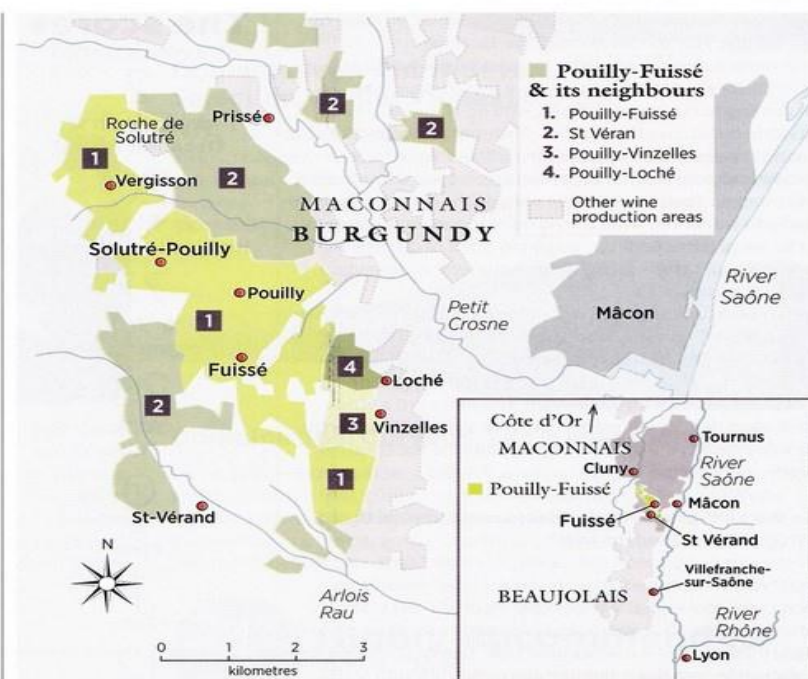 Pouilly-Fuissé
& its neighbours
1. Pouilly-Fuissé
2. St Véran
3. Pouilly-Vinzelles
4. Pouilly-Loché
Other wine
production areas
Prissé
2
2
Roche de
Solutré
1
Vergisson
2
MACONNAIS
BURGUNDY
Solutré-Pouilly
Pouilly
1
Petit
Crosne
Mâcon
River
Saône
Fuissé
4
Loché
2
3
Vinzelles
1
St-Vérand
N
Arlois
Rau
0 1 2 3
kilometres
Côte d'Or
MACONNAIS
Tournus
Cluny
River
Saône
Pouilly-Fuissé
Mâcon
Fuissé
St Vérand
Villefranche-
sur-Saône
BEAUJOLAIS
River
Rhône
Lyon